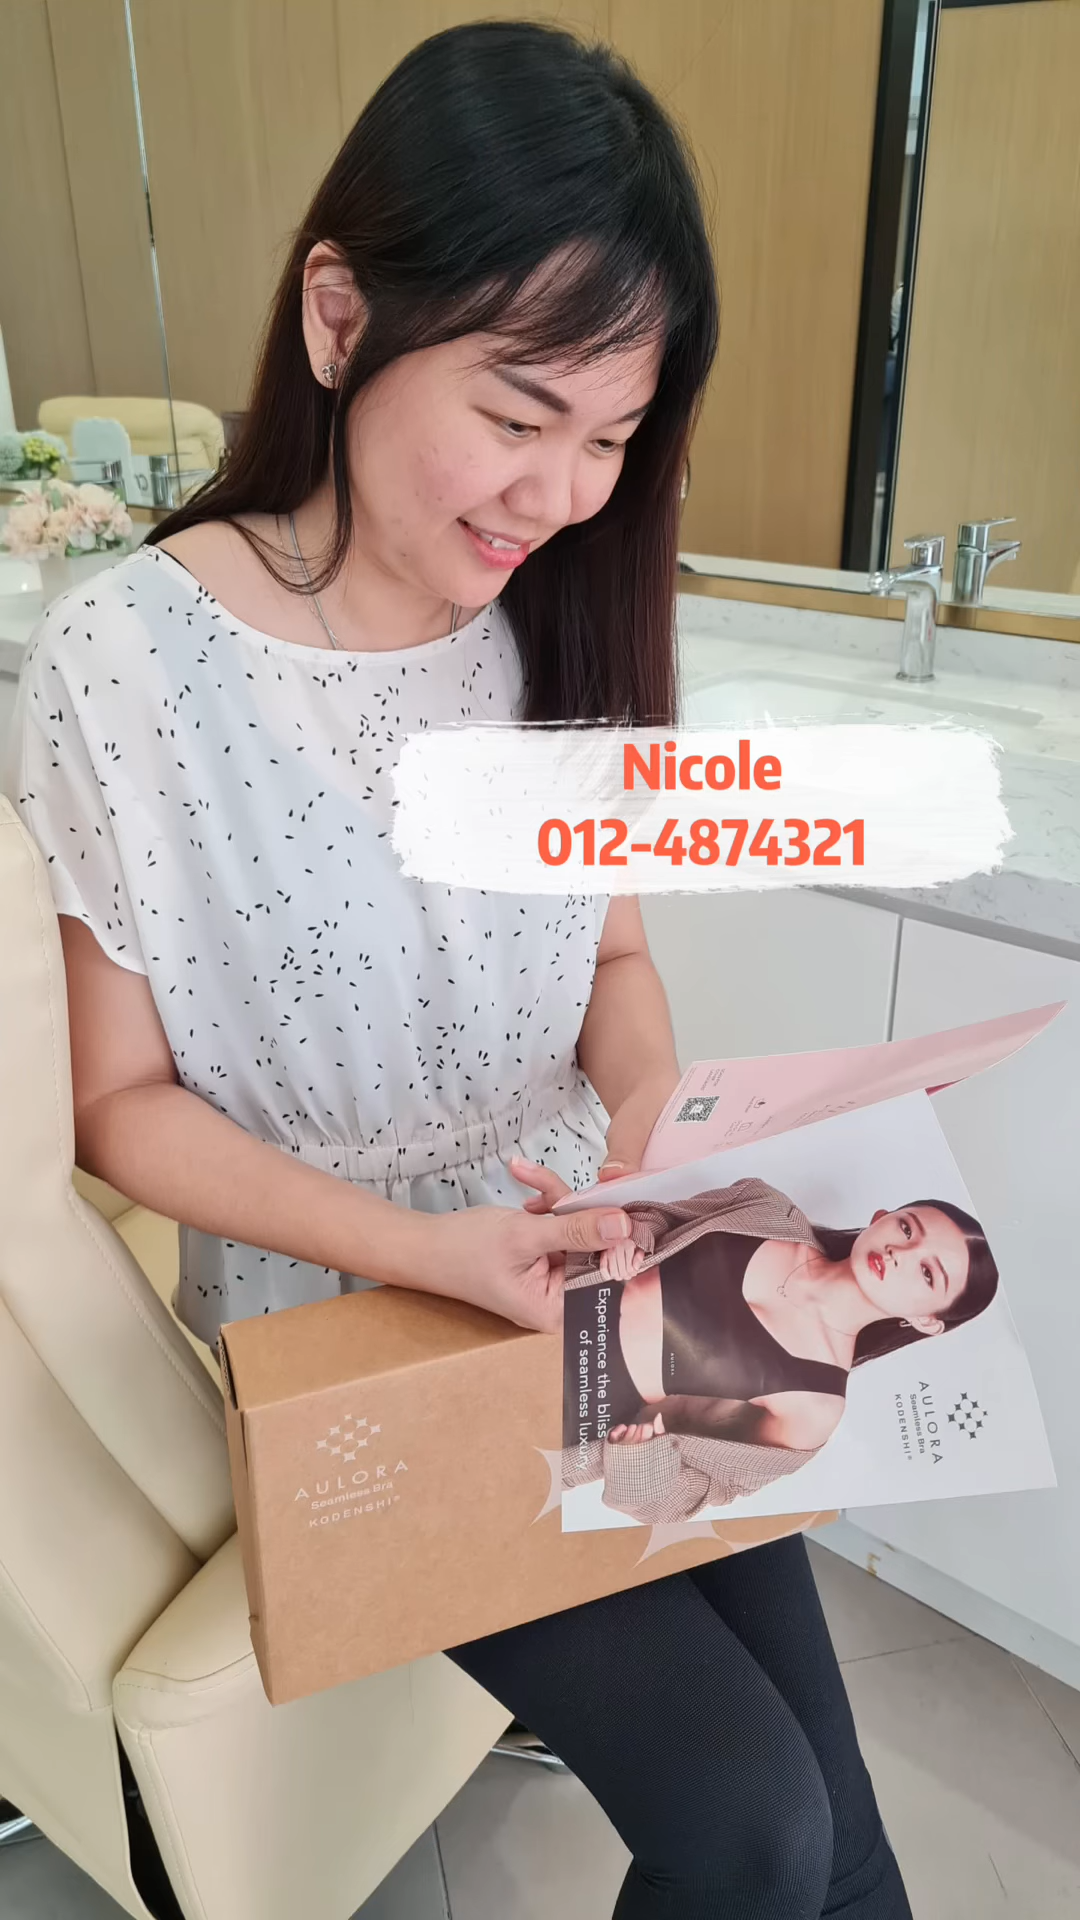 Nicole
012-4874321
Experience the bliss
of seamless luxury
AULORA
Seamless Bra
KODENSHI®
AULORA
Seamless Bra
KODENSHI®